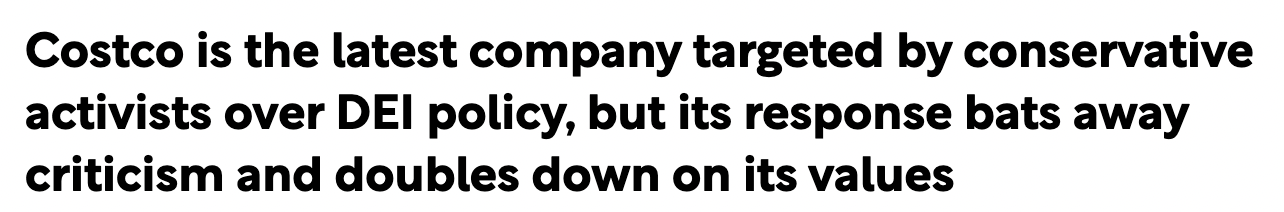 Costco is the latest company targeted by conservative
activists over DEI policy, but its response bats away
criticism and doubles down on its values